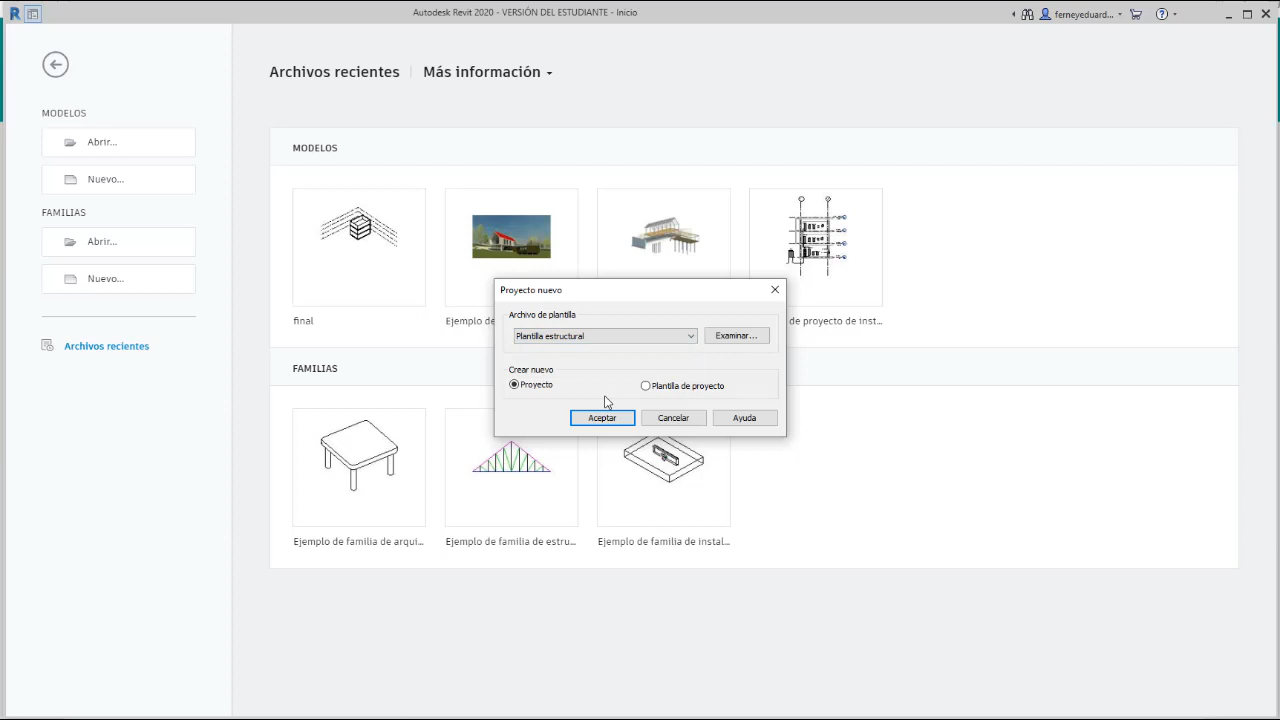 Autodesk Revit 2020 - VERSIÓN DEL ESTUDIANTE - Inicio
ferneyeduard...
Archivos recientes
Más información
MODELOS
Abrir...
Nuevo...
FAMILIAS
Abrir...
Nuevo...
Archivos recientes
MODELOS
final
Ejemplo de
de proyecto de inst...
Proyecto nuevo
Archivo de plantilla
Plantilla estructural
Examinar...
Crear nuevo
Proyecto
Plantilla de proyecto
Aceptar
Cancelar
Ayuda
FAMILIAS
Ejemplo de familia de arqui...
Ejemplo de familia de estru...
Ejemplo de familia de instal...